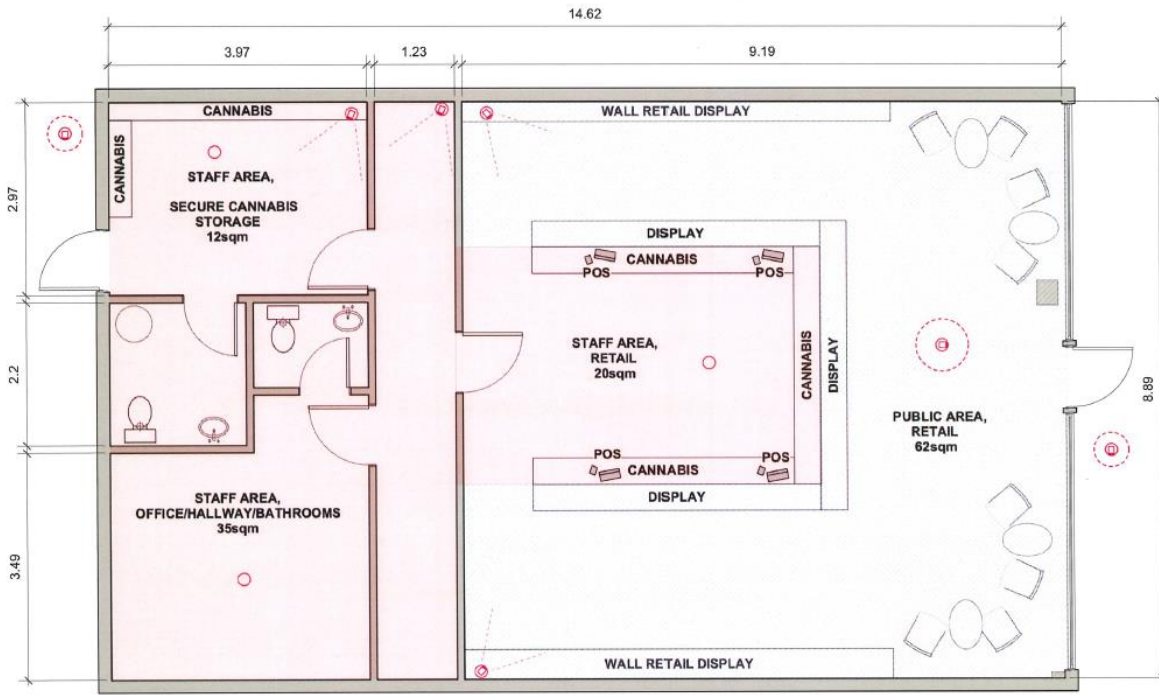 14.62
3.97
1.23
9.19
CANNABIS
WALL RETAIL DISPLAY
CANNABIS
STAFF AREA,
SECURE CANNABIS
STORAGE
12sqm
2.97
DISPLAY
CANNABIS
POS
POS
STAFF AREA,
RETAIL
20sqm
CANNABIS
DISPLAY
2.2
8.89
PUBLIC AREA,
RETAIL
62sqm
POS
POS
CANNABIS
DISPLAY
STAFF AREA,
OFFICE/HALLWAY/BATHROOMS
35sqm
3.49
WALL RETAIL DISPLAY